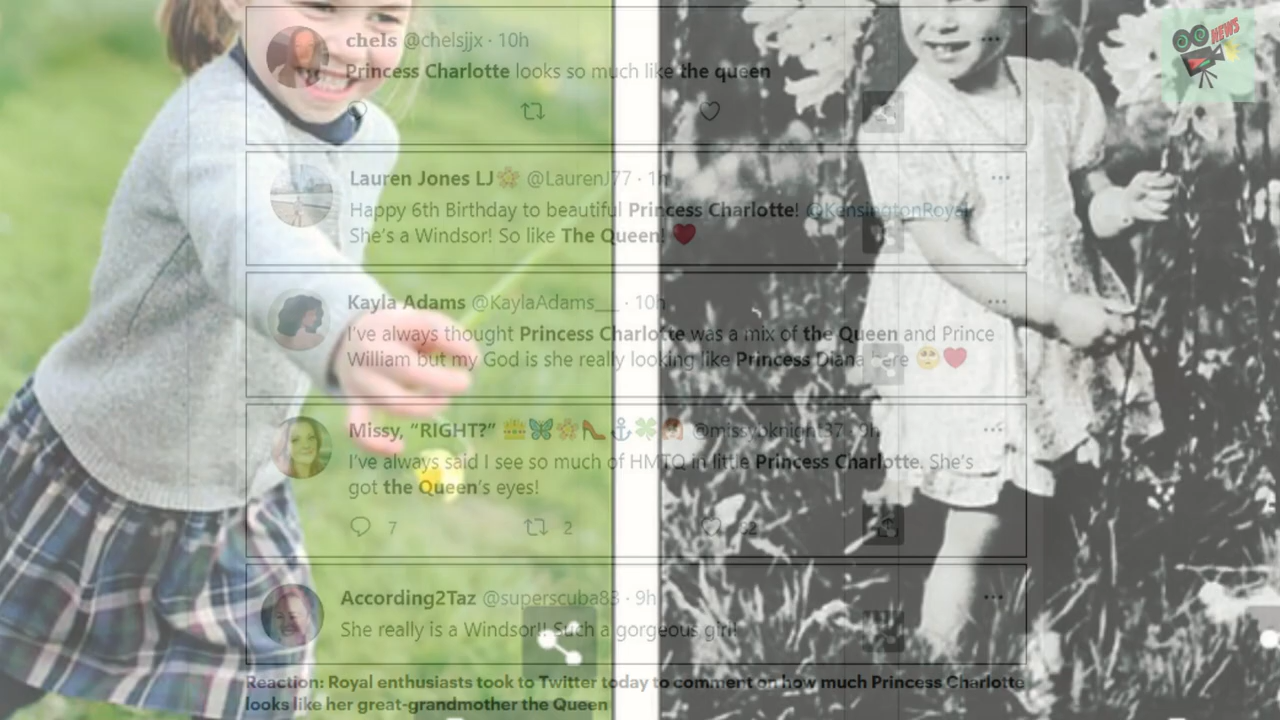 NEWS
chels @chelsjjx · 10h
Princess Charlotte looks so much like the queen
Lauren Jones LJ🌼 @LaurenJ77 · 1h
Happy 6th Birthday to beautiful Princess Charlotte! @KensingtonRoyal
She's a Windsor! So like The Queen! ❤️
Kayla Adams @KaylaAdams__ · 10h
I've always thought Princess Charlotte was a mix of the Queen and Prince
William but my God is she really looking like Princess Diana here 🥺❤️
Missy, “RIGHT?” 👑🦋🌼👠⚓🍀👩 @missybknight37 · 9h
I've always said I see so much of HMTQ in little Princess Charlotte. She's
got the Queen's eyes!
7 2 32
According2Taz @superscuba83 · 9h
She really is a Windsor!! Such a gorgeous girl!
Reaction: Royal enthusiasts took to Twitter today to comment on how much Princess Charlotte
looks like her great-grandmother the Queen